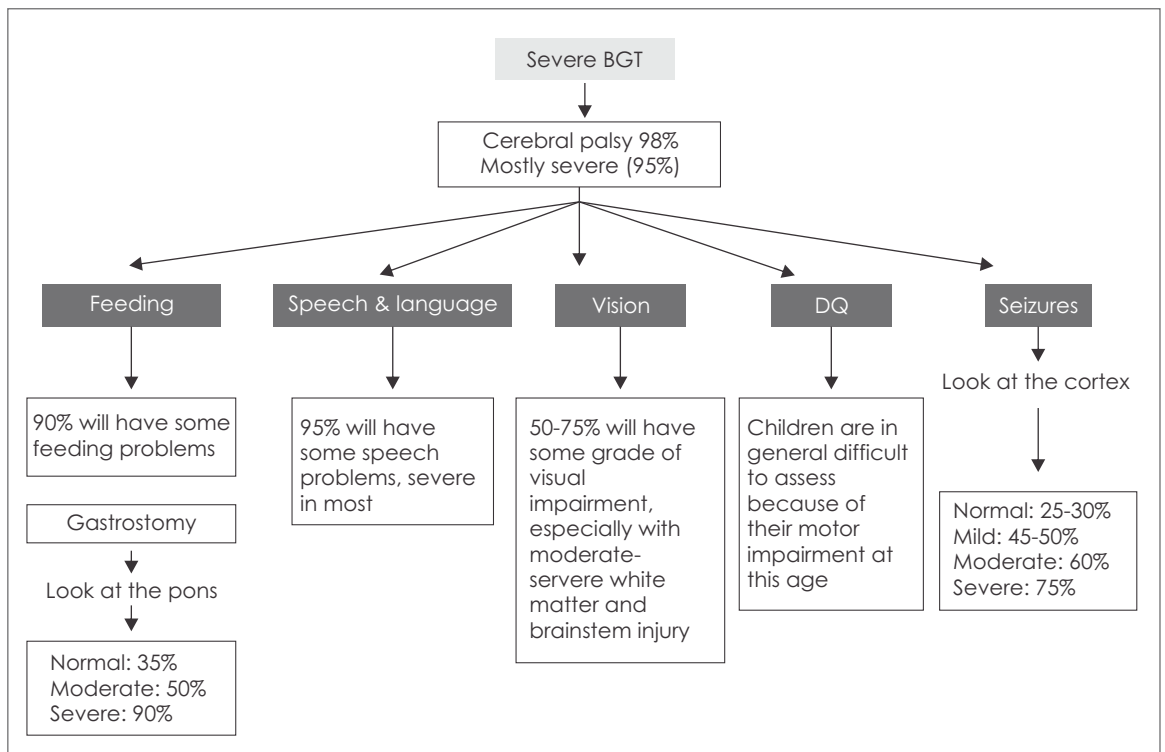 Severe BGT
Cerebral palsy 98%
Mostly severe (95%)
Feeding
90% will have some
feeding problems
Gastrostomy
Look at the pons
Normal: 35%
Moderate: 50%
Severe: 90%
Speech & language
95% will have
some speech
problems, severe
in most
Vision
50-75% will have
some grade of
visual
impairment,
especially with
moderate-
servere white
matter and
brainstem injury
DQ
Children are in
general difficult
to assess
because of
their motor
impairment at
this age
Seizures
Look at the cortex
Normal: 25-30%
Mild: 45-50%
Moderate: 60%
Severe: 75%